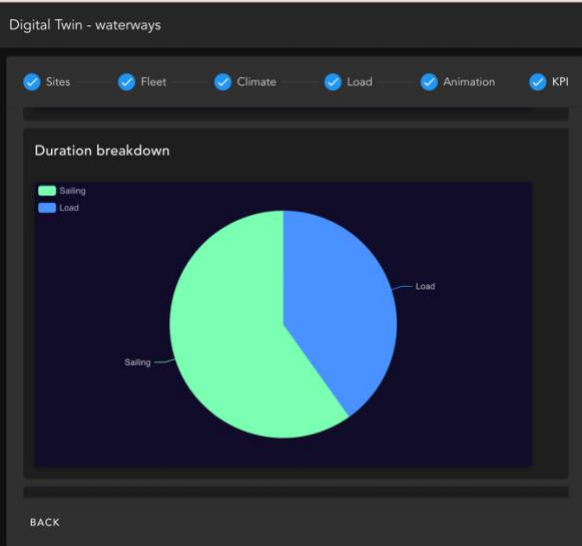 Digital Twin - waterways
Sites Fleet Climate Load Animation KPI
Duration breakdown
Sailing
Load
Load
Sailing
BACK